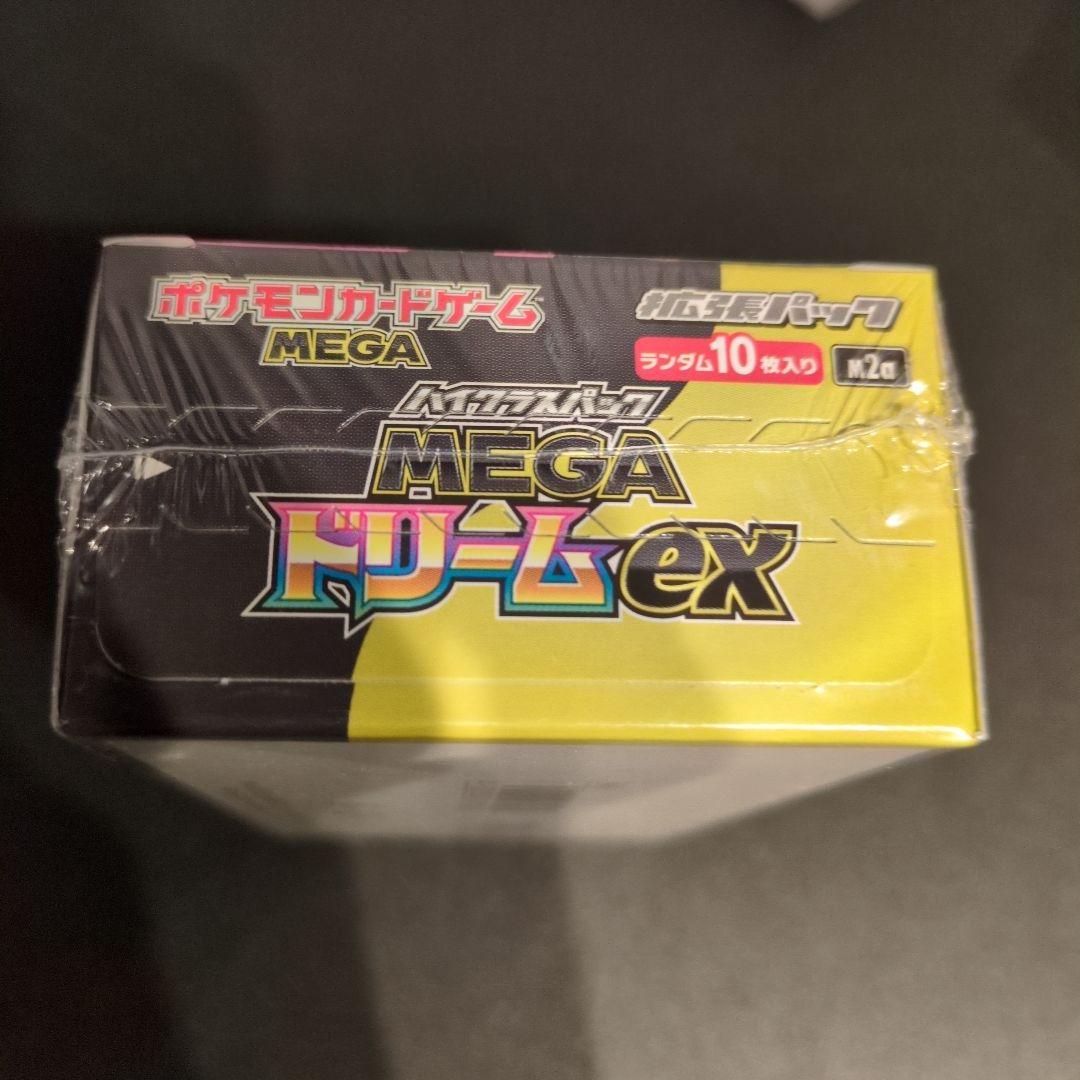 ポケモンカードゲーム™
MEGA
拡張パック
ランダム10枚入り
M2a
ハイクラスパック
MEGA
ドリームex